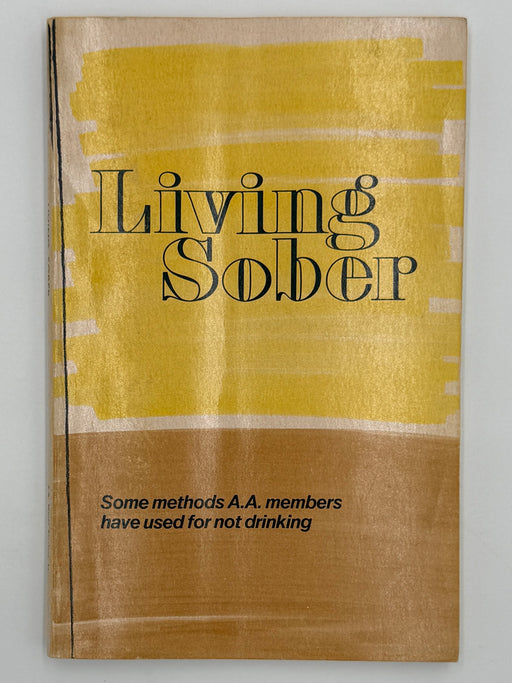 Living
Sober
Some methods A.A. members
have used for not drinking